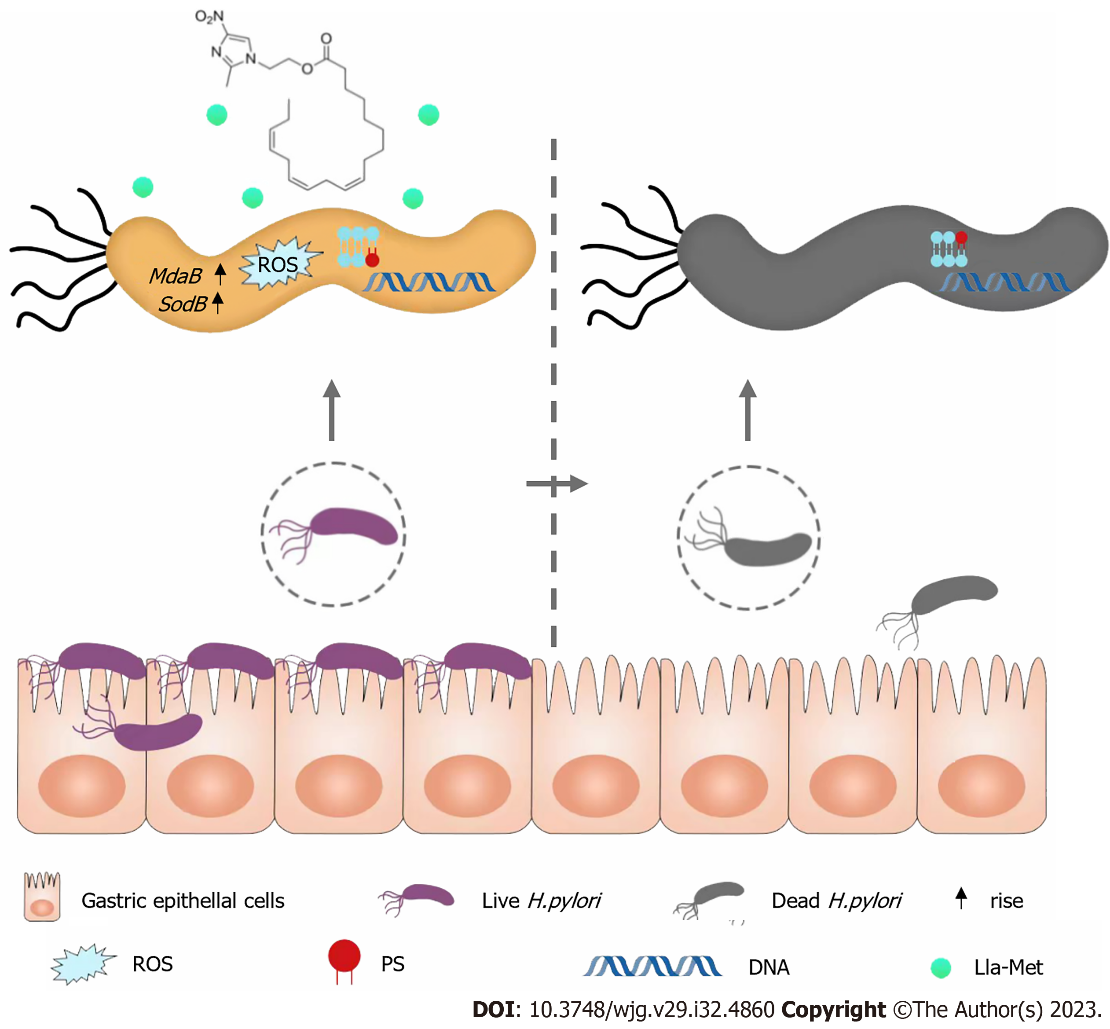 O₂N
N
N
O
O
MdaB
SodB
ROS
Gastric epithellal cells
Live H.pylori
Dead H.pylori
rise
ROS
PS
DNA
Lla-Met
DOI: 10.3748/wjg.v29.i32.4860 Copyright ©The Author(s) 2023.